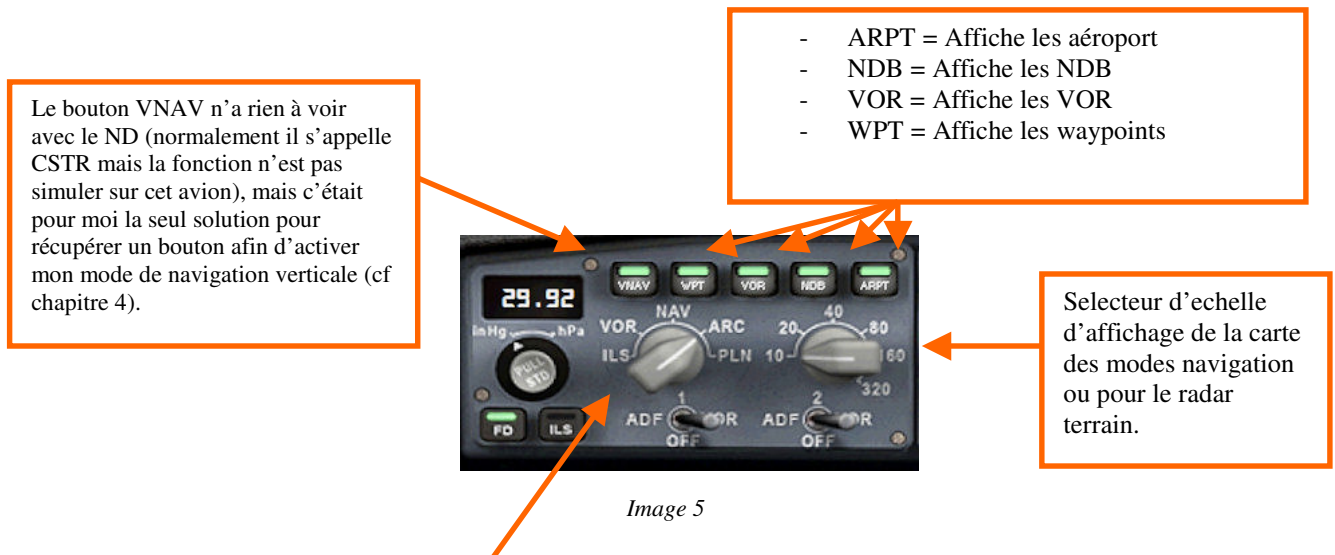 - ARPT = Affiche les aéroport
- NDB = Affiche les NDB
- VOR = Affiche les VOR
- WPT = Affiche les waypoints
Le bouton VNAV n'a rien à voir
avec le ND (normalement il s'appelle
CSTR mais la fonction n'est pas
simuler sur cet avion), mais c'était
pour moi la seul solution pour
récupérer un bouton afin d'activer
mon mode de navigation verticale (cf
chapitre 4).
VNAV WPT VOR NDB ARPT
29.92
inHg hPa
PULL
STD
FD ILS
ILS VOR NAV ARC PLN
10 20 40 80 160 320
1
ADF VOR
OFF
2
ADF VOR
OFF
Selecteur d'echelle
d'affichage de la carte
des modes navigation
ou pour le radar
terrain.
Image 5